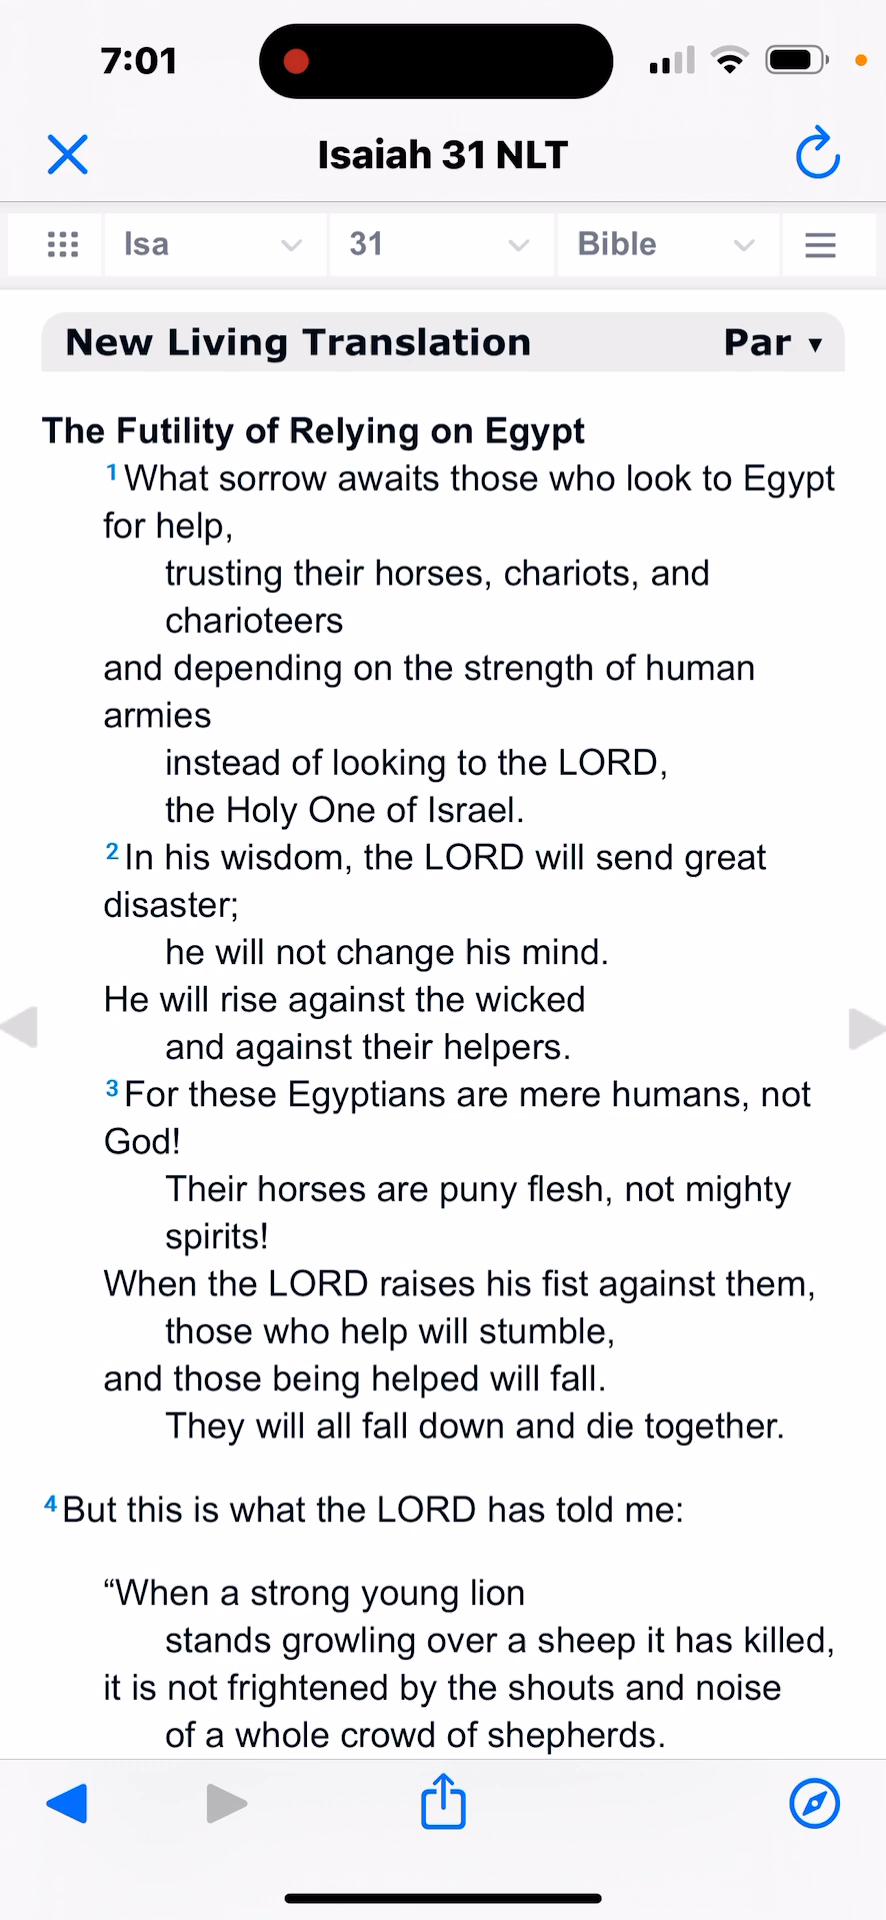 7:01
Isaiah 31 NLT
Isa 31 Bible
New Living Translation Par ▼
The Futility of Relying on Egypt
1 What sorrow awaits those who look to Egypt
for help,
trusting their horses, chariots, and
charioteers
and depending on the strength of human
armies
instead of looking to the LORD,
the Holy One of Israel.
2 In his wisdom, the LORD will send great
disaster;
he will not change his mind.
He will rise against the wicked
and against their helpers.
3 For these Egyptians are mere humans, not
God!
Their horses are puny flesh, not mighty
spirits!
When the LORD raises his fist against them,
those who help will stumble,
and those being helped will fall.
They will all fall down and die together.
4 But this is what the LORD has told me:
“When a strong young lion
stands growling over a sheep it has killed,
it is not frightened by the shouts and noise
of a whole crowd of shepherds.